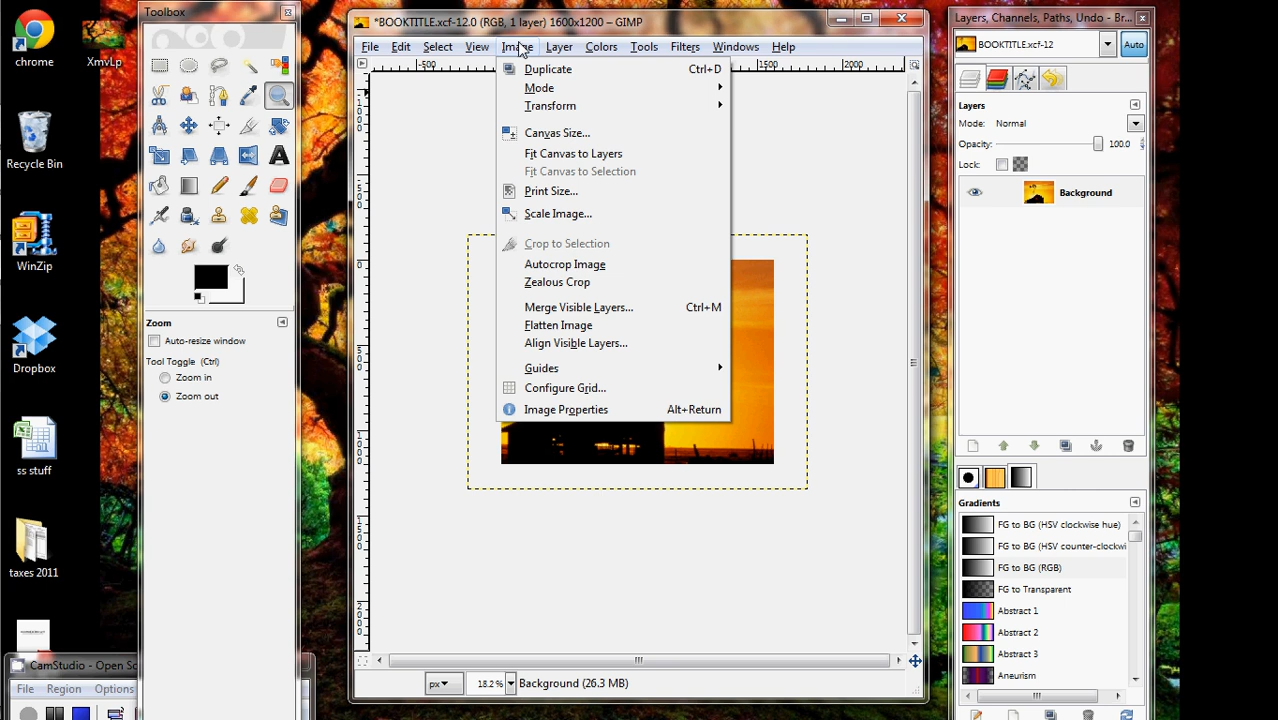 chrome
XmvLp
Recycle Bin
WinZip
Dropbox
ss stuff
taxes 2011
Toolbox
Zoom
Auto-resize window
Tool Toggle (Ctrl)
Zoom in
Zoom out
CamStudio - Open Sc
File Region Options
*BOOKTITLE.xcf-12.0 (RGB, 1 layer) 1600x1200 – GIMP
File Edit Select View Image Layer Colors Tools Filters Windows Help
-500 1500 2000
Duplicate Ctrl+D
Mode
Transform
Canvas Size...
Fit Canvas to Layers
Fit Canvas to Selection
Print Size...
Scale Image...
Crop to Selection
Autocrop Image
Zealous Crop
Merge Visible Layers... Ctrl+M
Flatten Image
Align Visible Layers...
Guides
Configure Grid...
Image Properties Alt+Return
px 18.2% Background (26.3 MB)
Layers, Channels, Paths, Undo - Br...
BOOKTITLE.xcf-12 Auto
Layers
Mode: Normal
Opacity: 100.0
Lock:
Background
Gradients
FG to BG (HSV clockwise hue)
FG to BG (HSV counter-clockwi
FG to BG (RGB)
FG to Transparent
Abstract 1
Abstract 2
Abstract 3
Aneurism